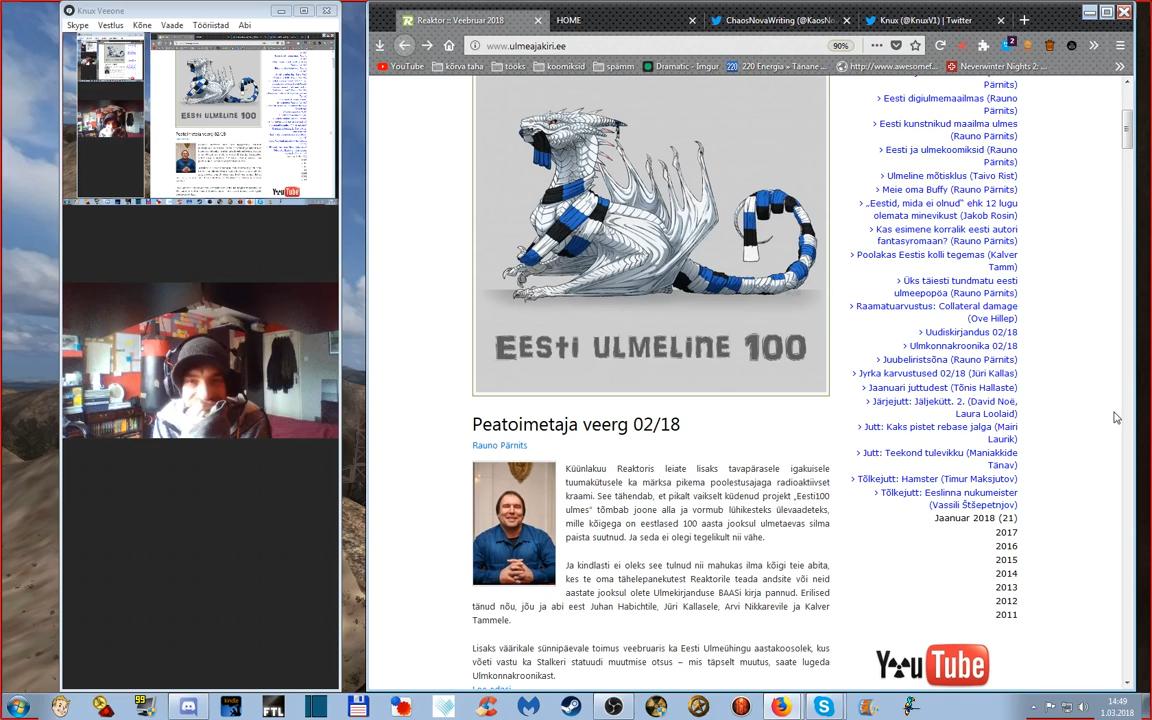 Knux Veeone
Skype Vestlus Kõne Vaade Tööriistad Abi
EESTI ULMELINE 100
Reaktor :: Veebruar 2018
HOME
ChaosNovaWriting (@KaosNo
Knux (@KnuxV1) | Twitter
www.ulmeajakiri.ee
90%
2
YouTube
kõrva taha
tööks
koomiksid
spämm
Dramatic - Imgur
220 Energia » Tänane ...
http://www.awesomef...
Neverwinter Nights 2: ...
EESTI ULMELINE 100
Peatoimetaja veerg 02/18
Rauno Pärnits
Küünlakuu Reaktoris leiate lisaks tavapärasele igakuisele
tuumakütusele ka märksa pikema poolestusajaga radioaktiivset
kraami. See tähendab, et pikalt vaikselt küdenud projekt „Eesti100
ulmes" tõmbab joone alla ja vormub lühikesteks ülevaadeteks,
mille kõigega on eestlased 100 aasta jooksul ulmetaevas silma
paista suutnud. Ja seda ei olegi tegelikult nii vähe.
Ja kindlasti ei oleks see tulnud nii mahukas ilma kõigi teie abita,
kes te oma tähelepanekutest Reaktorile teada andsite või neid
aastate jooksul olete Ulmekirjanduse BAASi kirja pannud. Erilised
tänud nõu, jõu ja abi eest Juhan Habichtile, Jüri Kallasele, Arvi Nikkarevile ja Kalver
Tammele.
Lisaks väärikale sünnipäevale toimus veebruaris ka Eesti Ulmeühingu aastakoosolek, kus
võeti vastu ka Stalkeri statuudi muutmise otsus – mis täpselt muutus, saate lugeda
Ulmkonnakroonikast.
Pärnits)
› Eesti digiulmemaailmas (Rauno
Pärnits)
› Eesti kunstnikud maailma ulmes
(Rauno Pärnits)
› Eesti ja ulmekoomiksid (Rauno
Pärnits)
› Ulmeline mõtisklus (Taivo Rist)
› Meie oma Buffy (Rauno Pärnits)
› „Eestid, mida ei olnud" ehk 12 lugu
olemata minevikust (Jakob Rosin)
› Kas esimene korralik eesti autori
fantasyromaan? (Rauno Pärnits)
› Poolakas Eestis kolli tegemas (Kalver
Tamm)
› Üks täiesti tundmatu eesti
ulmeepopöa (Rauno Pärnits)
› Raamatuarvustus: Collateral damage
(Ove Hillep)
› Uudiskirjandus 02/18
› Ulmkonnakroonika 02/18
› Juubeliristsõna (Rauno Pärnits)
› Jyrka karvustused 02/18 (Jüri Kallas)
› Jaanuari juttudest (Tõnis Hallaste)
› Järjejutt: Jäljekütt. 2. (David Noë,
Laura Loolaid)
› Jutt: Kaks pistet rebase jalga (Mairi
Laurik)
› Jutt: Teekond tulevikku (Maniakkide
Tänav)
› Tõlkejutt: Hamster (Timur Maksjutov)
› Tõlkejutt: Eeslinna nukumeister
(Vassili Štšepetnjov)
Jaanuar 2018 (21)
2017
2016
2015
2014
2013
2012
2011
YouTube
99
kindle
FTL
14:49
1.03.2018